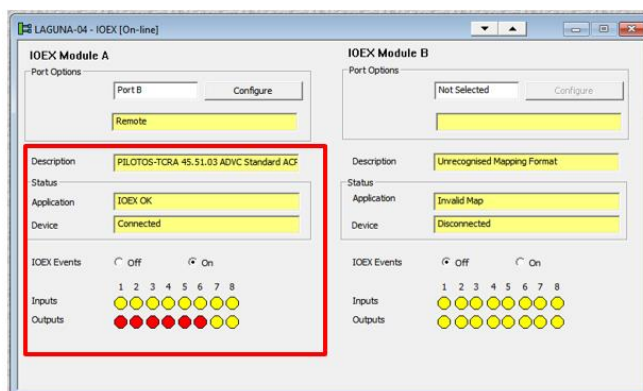 LAGUNA-04 - IOEX [On-line]
IOEX Module A
Port Options
Port B
Configure
Remote
Description
PILOTOS-TCRA 45.51.03 ADVC Standard ACF
Status
Application
IOEX OK
Device
Connected
IOEX Events
Off
On
1 2 3 4 5 6 7 8
Inputs
Outputs
IOEX Module B
Port Options
Not Selected
Configure
Description
Unrecognised Mapping Format
Status
Application
Invalid Map
Device
Disconnected
IOEX Events
Off
On
1 2 3 4 5 6 7 8
Inputs
Outputs